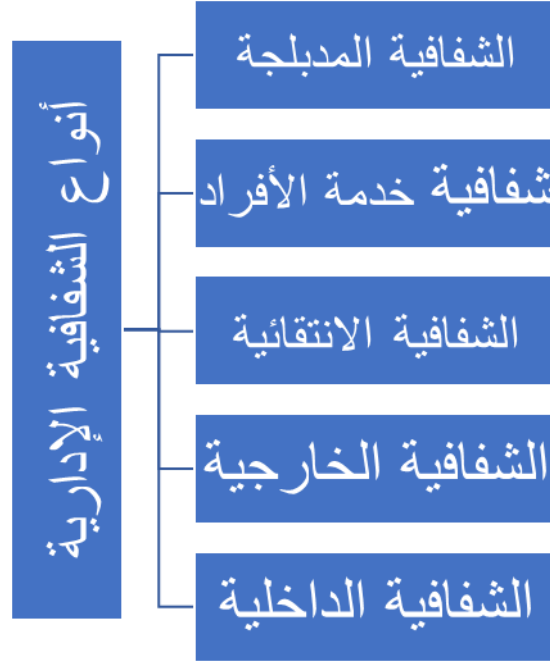 أنواع الشفافية الإدارية
الشفافية المدبلجة
شفافية خدمة الأفراد
الشفافية الانتقائية
الشفافية الخارجية
الشفافية الداخلية